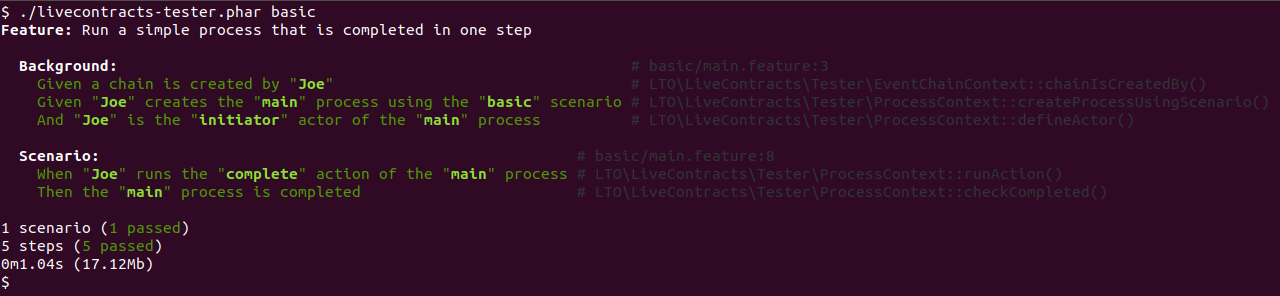 $ ./livecontracts-tester.phar basic
Feature: Run a simple process that is completed in one step
Background: # basic/main.feature:3
Given a chain is created by "Joe" # LTO\LiveContracts\Tester\EventChainContext::chainIsCreatedBy()
Given "Joe" creates the "main" process using the "basic" scenario # LTO\LiveContracts\Tester\ProcessContext::createProcessUsingScenario()
And "Joe" is the "initiator" actor of the "main" process # LTO\LiveContracts\Tester\ProcessContext::defineActor()
Scenario: # basic/main.feature:8
When "Joe" runs the "complete" action of the "main" process # LTO\LiveContracts\Tester\ProcessContext::runAction()
Then the "main" process is completed # LTO\LiveContracts\Tester\ProcessContext::checkCompleted()
1 scenario (1 passed)
5 steps (5 passed)
0m1.04s (17.12Mb)
$